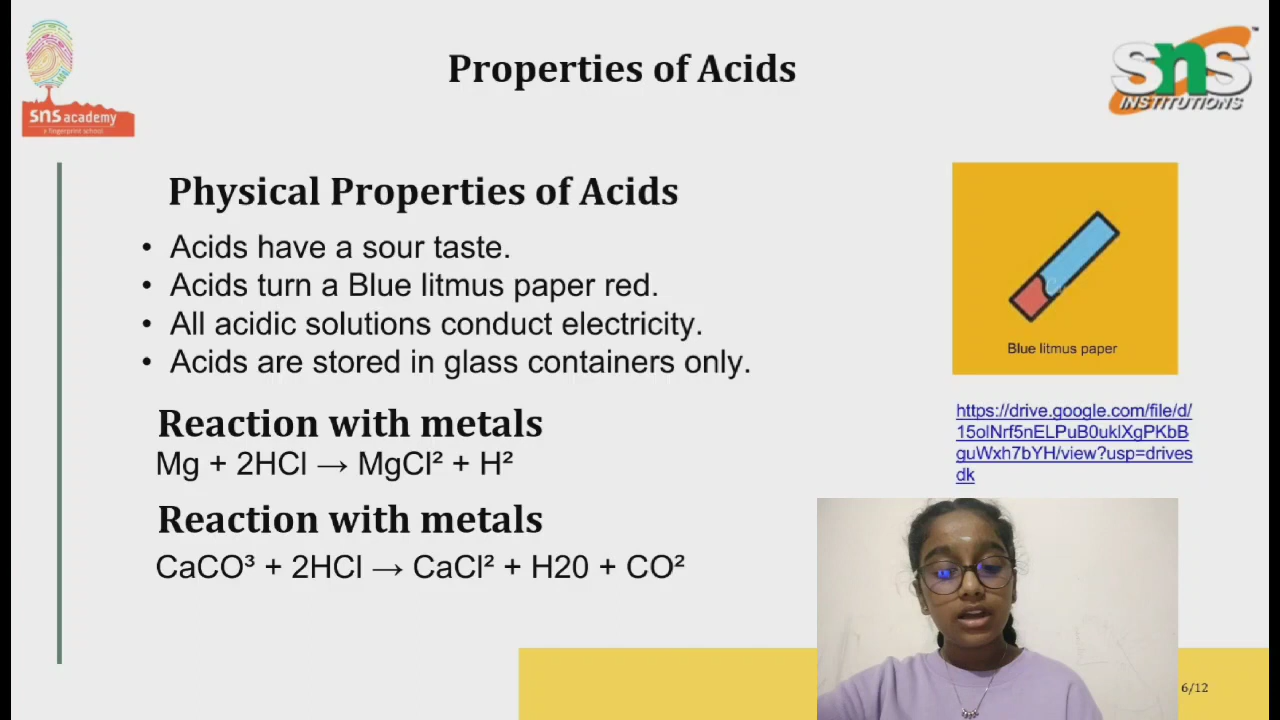 Properties of Acids
sns academy
a fingerprint school
SNS
INSTITUTIONS
™
Physical Properties of Acids
• Acids have a sour taste.
• Acids turn a Blue litmus paper red.
• All acidic solutions conduct electricity.
• Acids are stored in glass containers only.
Reaction with metals
Mg + 2HCl → MgCl² + H²
Reaction with metals
CaCO³ + 2HCl → CaCl² + H20 + CO²
Blue litmus paper
https://drive.google.com/file/d/
15olNrf5nELPuB0uklXgPKbB
guWxh7bYH/view?usp=drives
dk
6/12